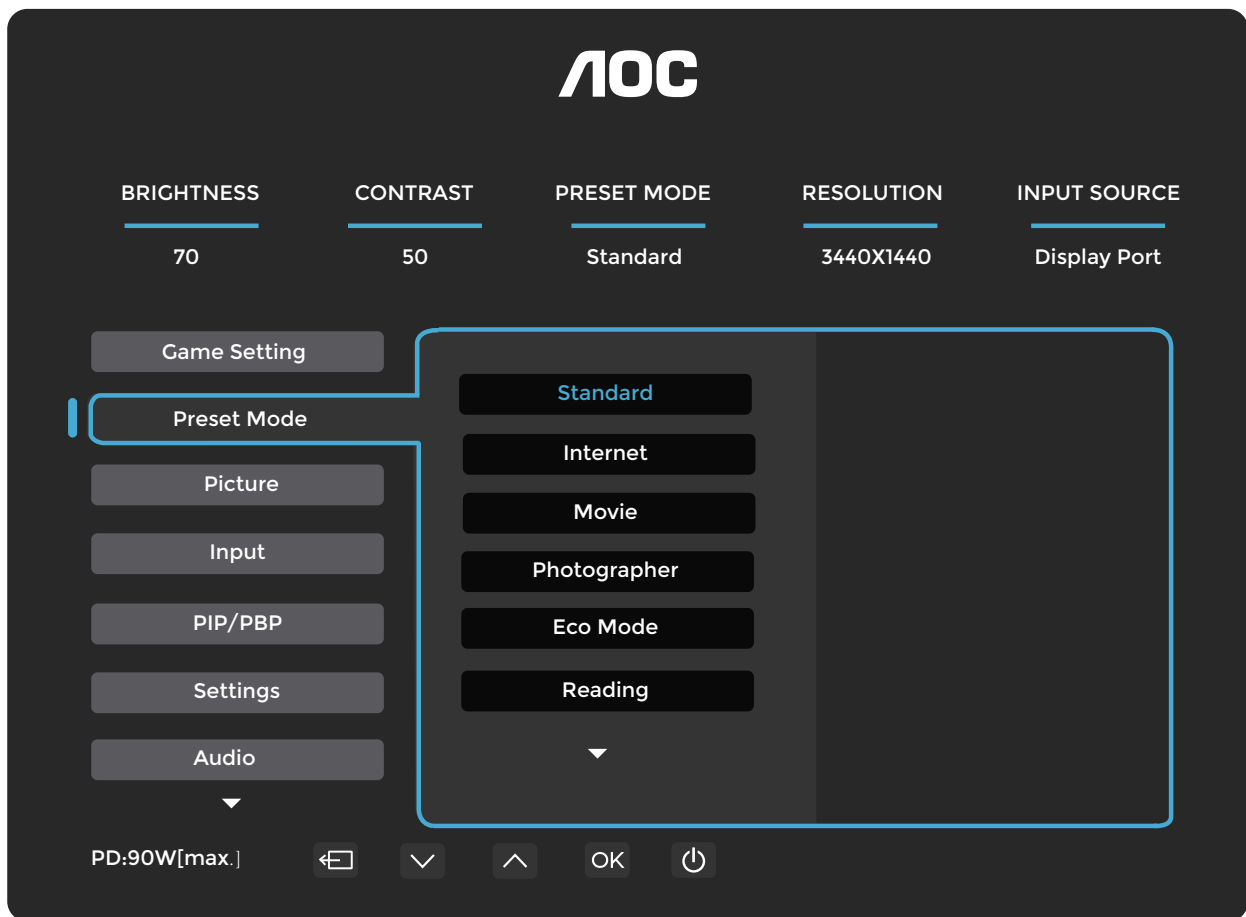 AOC
BRIGHTNESS CONTRAST PRESET MODE RESOLUTION INPUT SOURCE
70 50 Standard 3440X1440 Display Port
Game Setting
Preset Mode
Picture
Input
PIP/PBP
Settings
Audio
Standard
Internet
Movie
Photographer
Eco Mode
Reading
PD:90W[max.]
OK